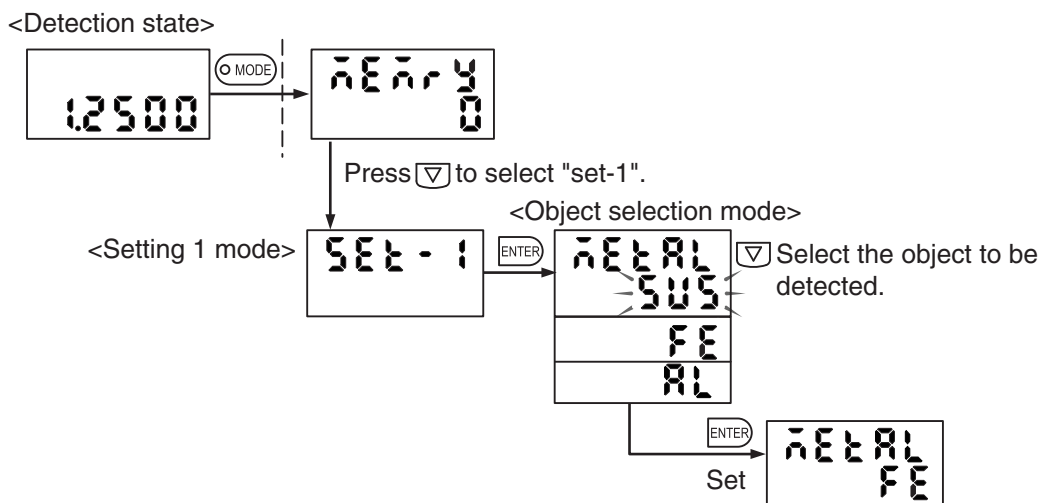 <Detection state>
1.2500
MODE
MEMrY
0
Press to select "set-1".
<Setting 1 mode>
SEt-1
ENTER
<Object selection mode>
MEtAL
SUS
FE
AL
Select the object to be
detected.
ENTER
Set
MEtAL
FE